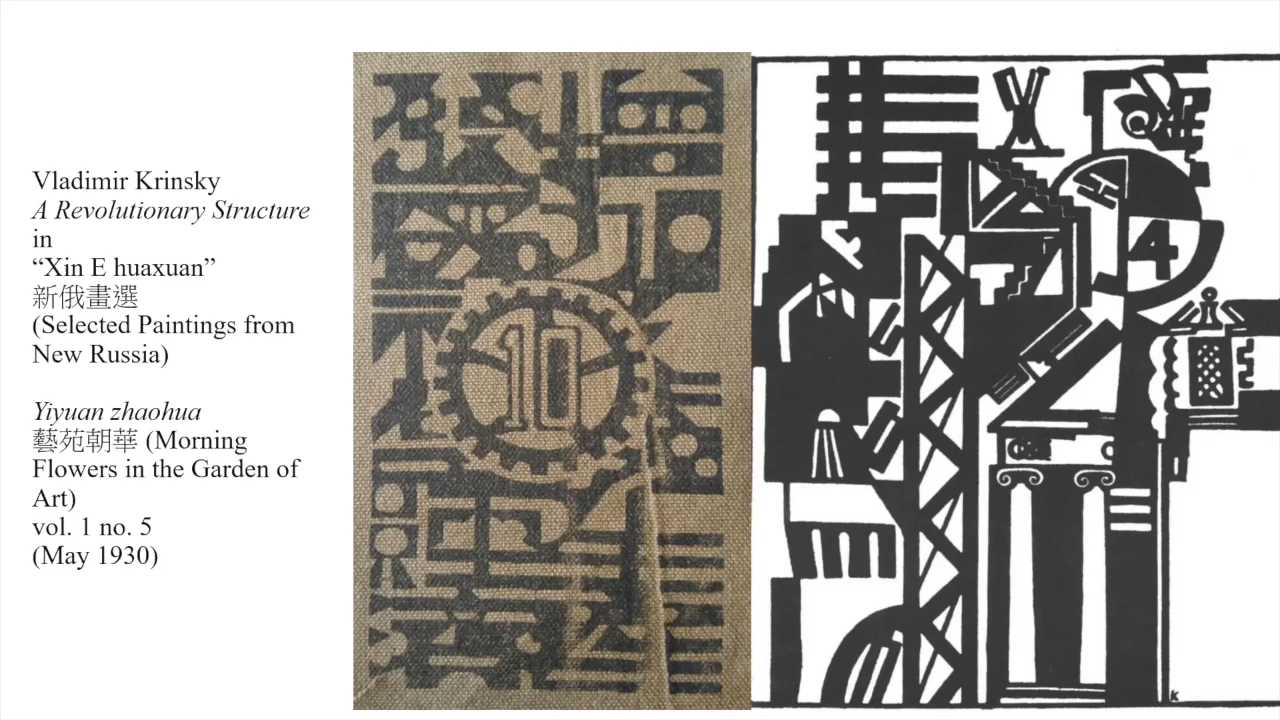 Vladimir Krinsky
A Revolutionary Structure
in
“Xin E huaxuan”
新俄畫選
(Selected Paintings from
New Russia)
Yiyuan zhaohua
藝苑朝華 (Morning
Flowers in the Garden of
Art)
vol. 1 no. 5
(May 1930)
10
4
K